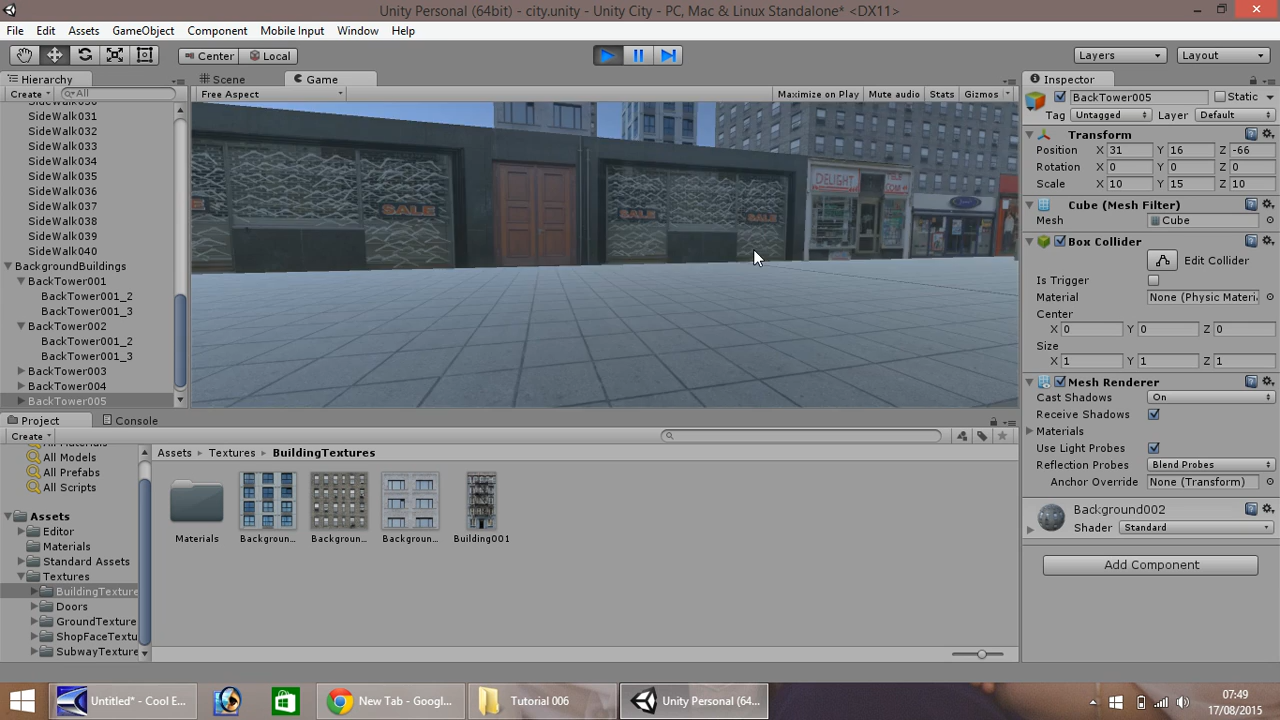 Unity Personal (64bit) - city.unity - Unity City - PC, Mac & Linux Standalone* <DX11>
File Edit Assets GameObject Component Mobile Input Window Help
Center Local Layers Layout
Hierarchy
Create All
SideWalk030
SideWalk031
SideWalk032
SideWalk033
SideWalk034
SideWalk035
SideWalk036
SideWalk037
SideWalk038
SideWalk039
SideWalk040
BackgroundBuildings
BackTower001
BackTower001_2
BackTower001_3
BackTower002
BackTower001_2
BackTower001_3
BackTower003
BackTower004
BackTower005
Scene Game
Free Aspect Maximize on Play Mute audio Stats Gizmos
DELIGHT
SALE SALE SALE
Inspector
BackTower005 Static
Tag Untagged Layer Default
Transform
Position X 31 Y 16 Z -66
Rotation X 0 Y 0 Z 0
Scale X 10 Y 15 Z 10
Cube (Mesh Filter)
Mesh Cube
Box Collider
Edit Collider
Is Trigger
Material None (Physic Materi
Center
X 0 Y 0 Z 0
Size
X 1 Y 1 Z 1
Mesh Renderer
Cast Shadows On
Receive Shadows
Materials
Use Light Probes
Reflection Probes Blend Probes
Anchor Override None (Transform)
Background002
Shader Standard
Add Component
Project Console
Create
All Materials
All Models
All Prefabs
All Scripts
Assets
Editor
Materials
Standard Assets
Textures
BuildingTexture
Doors
GroundTexture
ShopFaceTextu
SubwayTexture
Assets Textures BuildingTextures
Materials Backgroun... Backgroun... Backgroun... Building001
Untitled* - Cool E... New Tab - Googl... Tutorial 006 Unity Personal (64...
07:49
17/08/2015